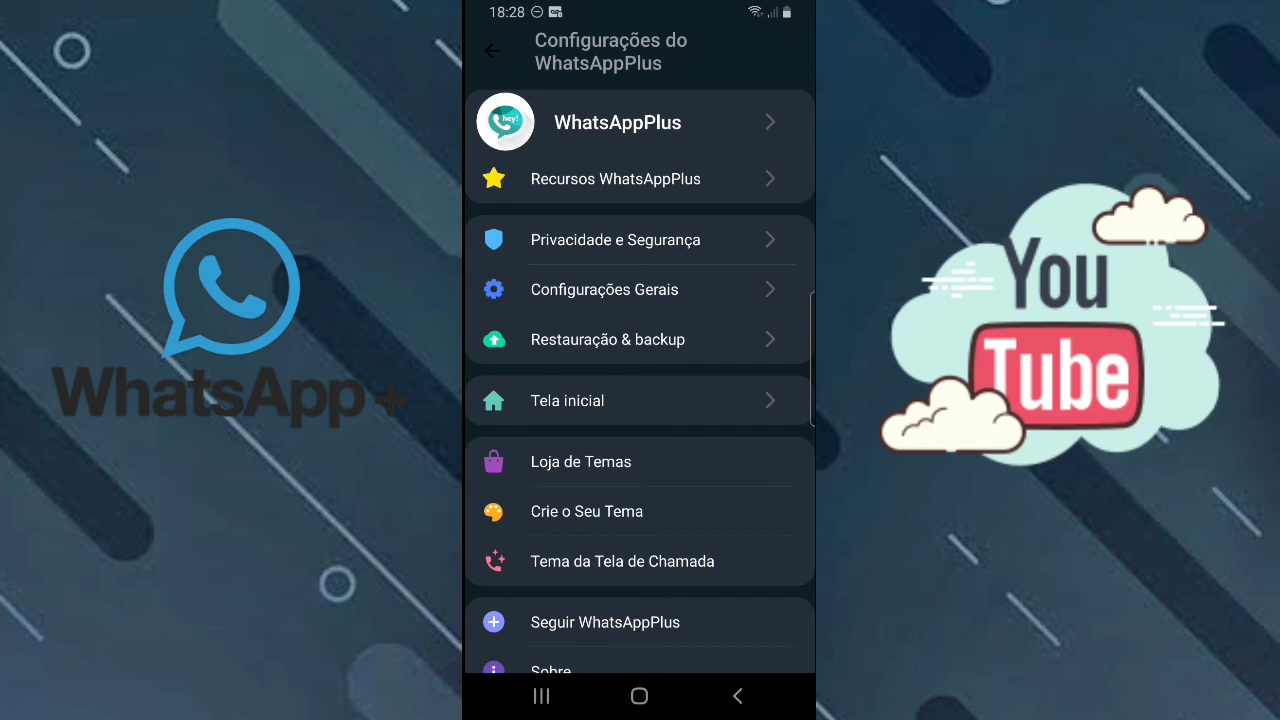 18:28
Configurações do
WhatsAppPlus
hey!
WhatsAppPlus
Recursos WhatsAppPlus
Privacidade e Segurança
Configurações Gerais
Restauração & backup
Tela inicial
Loja de Temas
Crie o Seu Tema
Tema da Tela de Chamada
Seguir WhatsAppPlus
Sobre
WhatsApp+
You
Tube